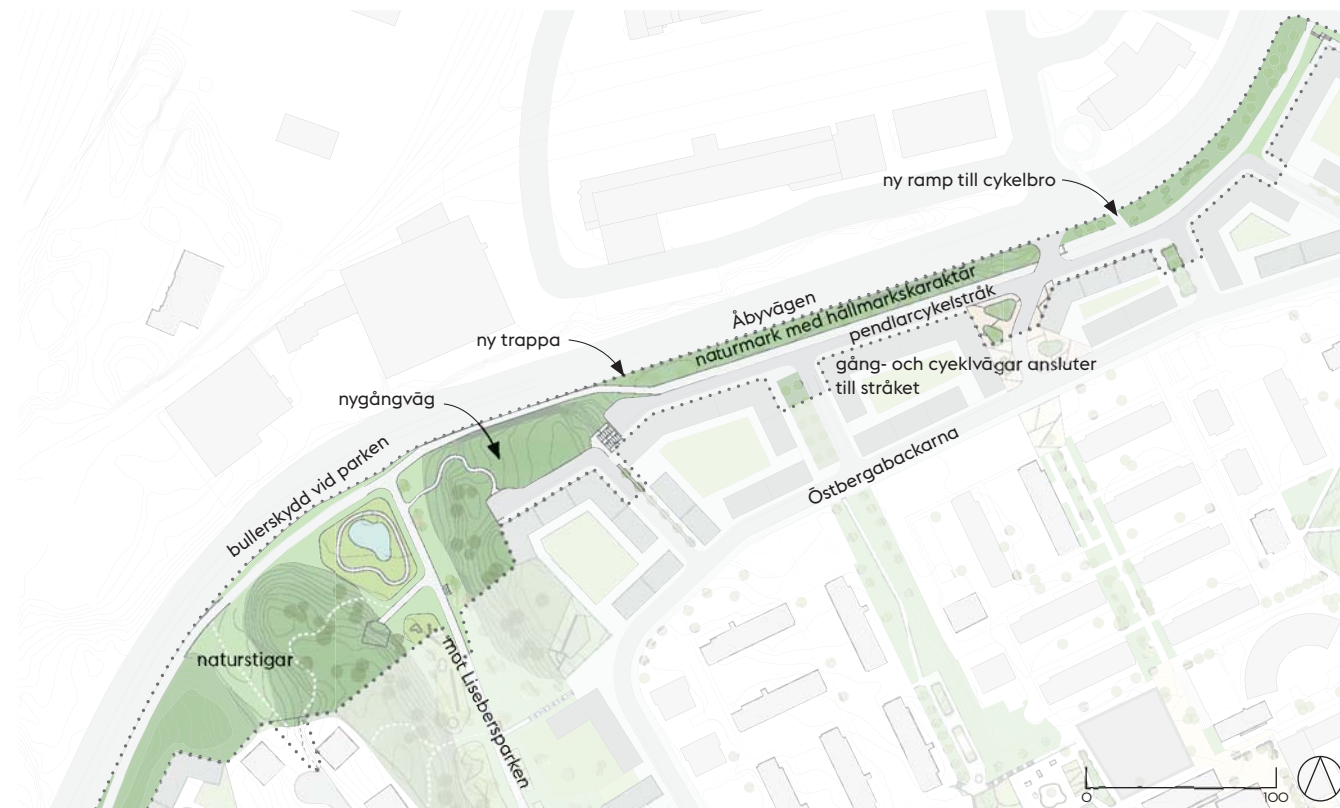 ny ramp till cykelbro
Åbyvägen
naturmark med hällmarkskaraktär
pendlarcykelstråk
ny trappa
gång- och cyeklvägar ansluter
till stråket
nygångväg
Östbergabackarna
bullerskydd vid parken
naturstigar
mot Lisebersparken
0 100